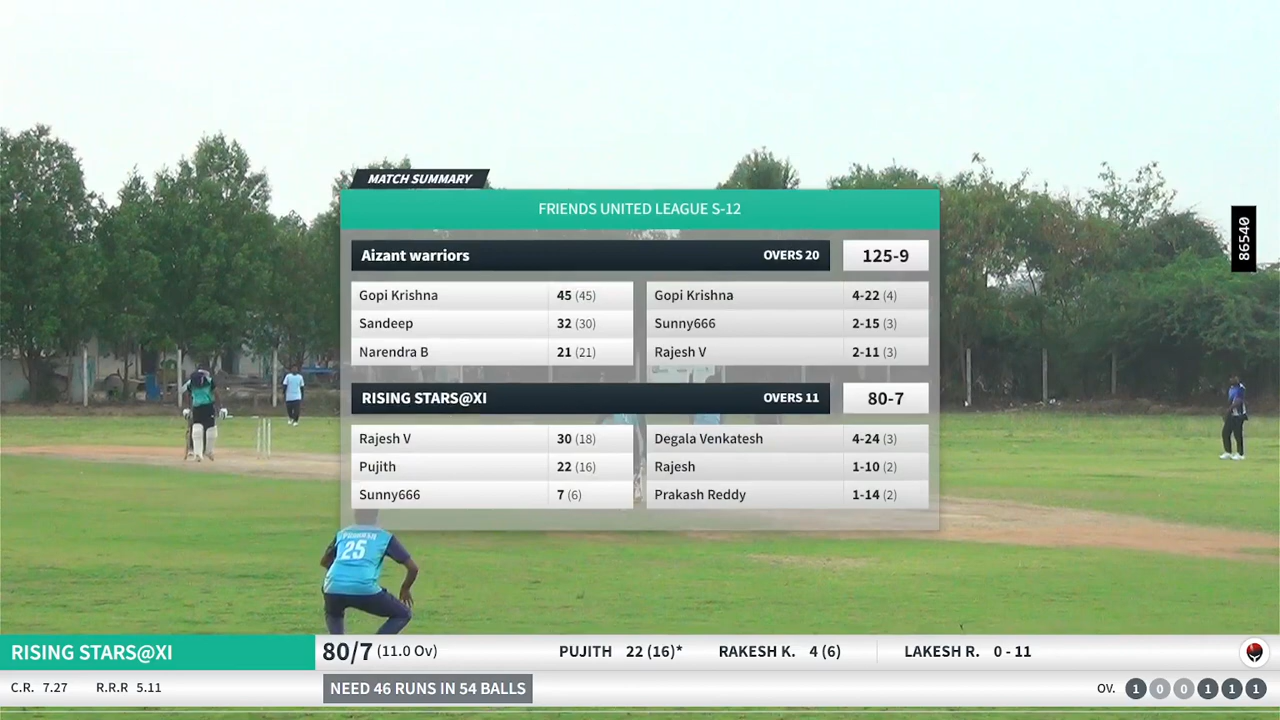 MATCH SUMMARY
FRIENDS UNITED LEAGUE S-12
Aizant warriors OVERS 20 125-9
Gopi Krishna 45 (45) Gopi Krishna 4-22 (4)
Sandeep 32 (30) Sunny666 2-15 (3)
Narendra B 21 (21) Rajesh V 2-11 (3)
RISING STARS@XI OVERS 11 80-7
Rajesh V 30 (18) Degala Venkatesh 4-24 (3)
Pujith 22 (16) Rajesh 1-10 (2)
Sunny666 7 (6) Prakash Reddy 1-14 (2)
86540
25
RISING STARS@XI 80/7 (11.0 Ov) PUJITH 22 (16)* RAKESH K. 4 (6) LAKESH R. 0 - 11
C.R. 7.27 R.R.R 5.11 NEED 46 RUNS IN 54 BALLS OV. 1 0 0 1 1 1